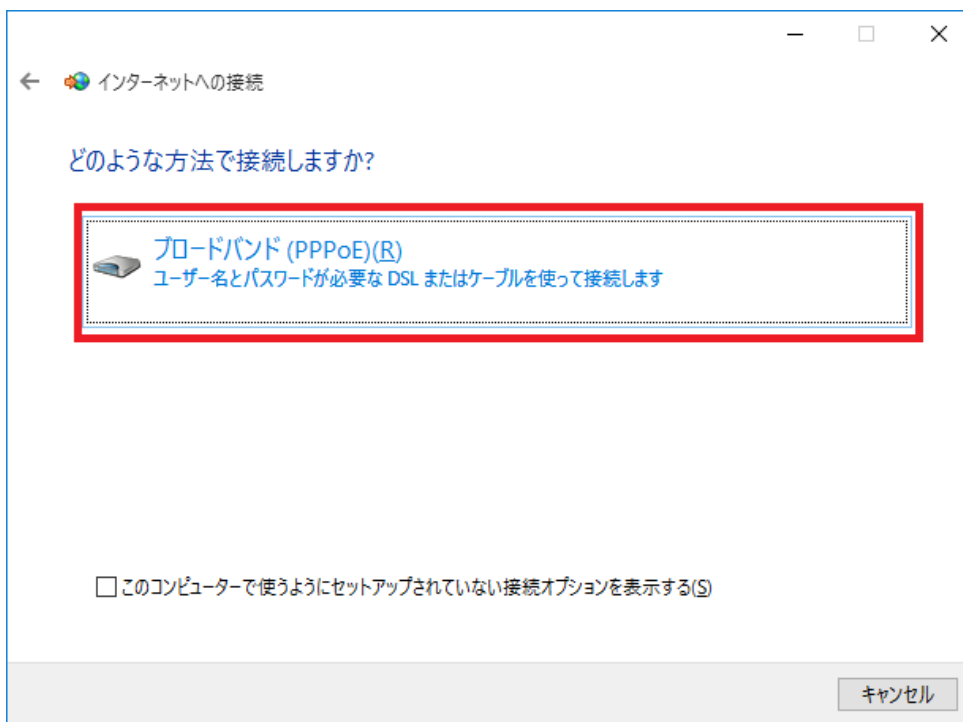 インターネットへの接続
どのような方法で接続しますか?
ブロードバンド (PPPoE)(R)
ユーザー名とパスワードが必要な DSL またはケーブルを使って接続します
このコンピューターで使うようにセットアップされていない接続オプションを表示する(S)
キャンセル